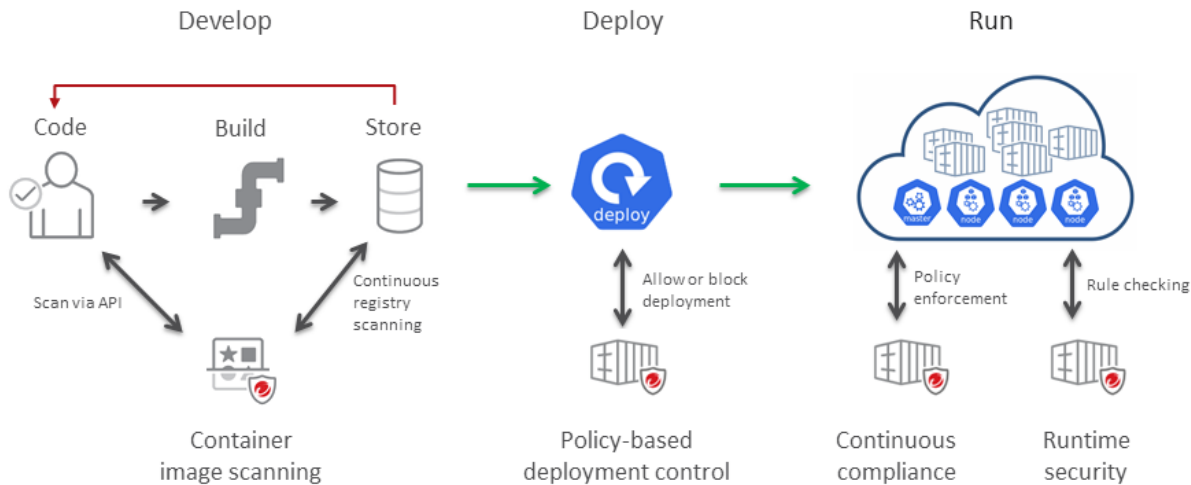 Develop
Deploy
Run
Code
Build
Store
deploy
master
node
node
node
Scan via API
Continuous
registry
scanning
Allow or block
deployment
Policy
enforcement
Rule checking
Container
image scanning
Policy-based
deployment control
Continuous
compliance
Runtime
security